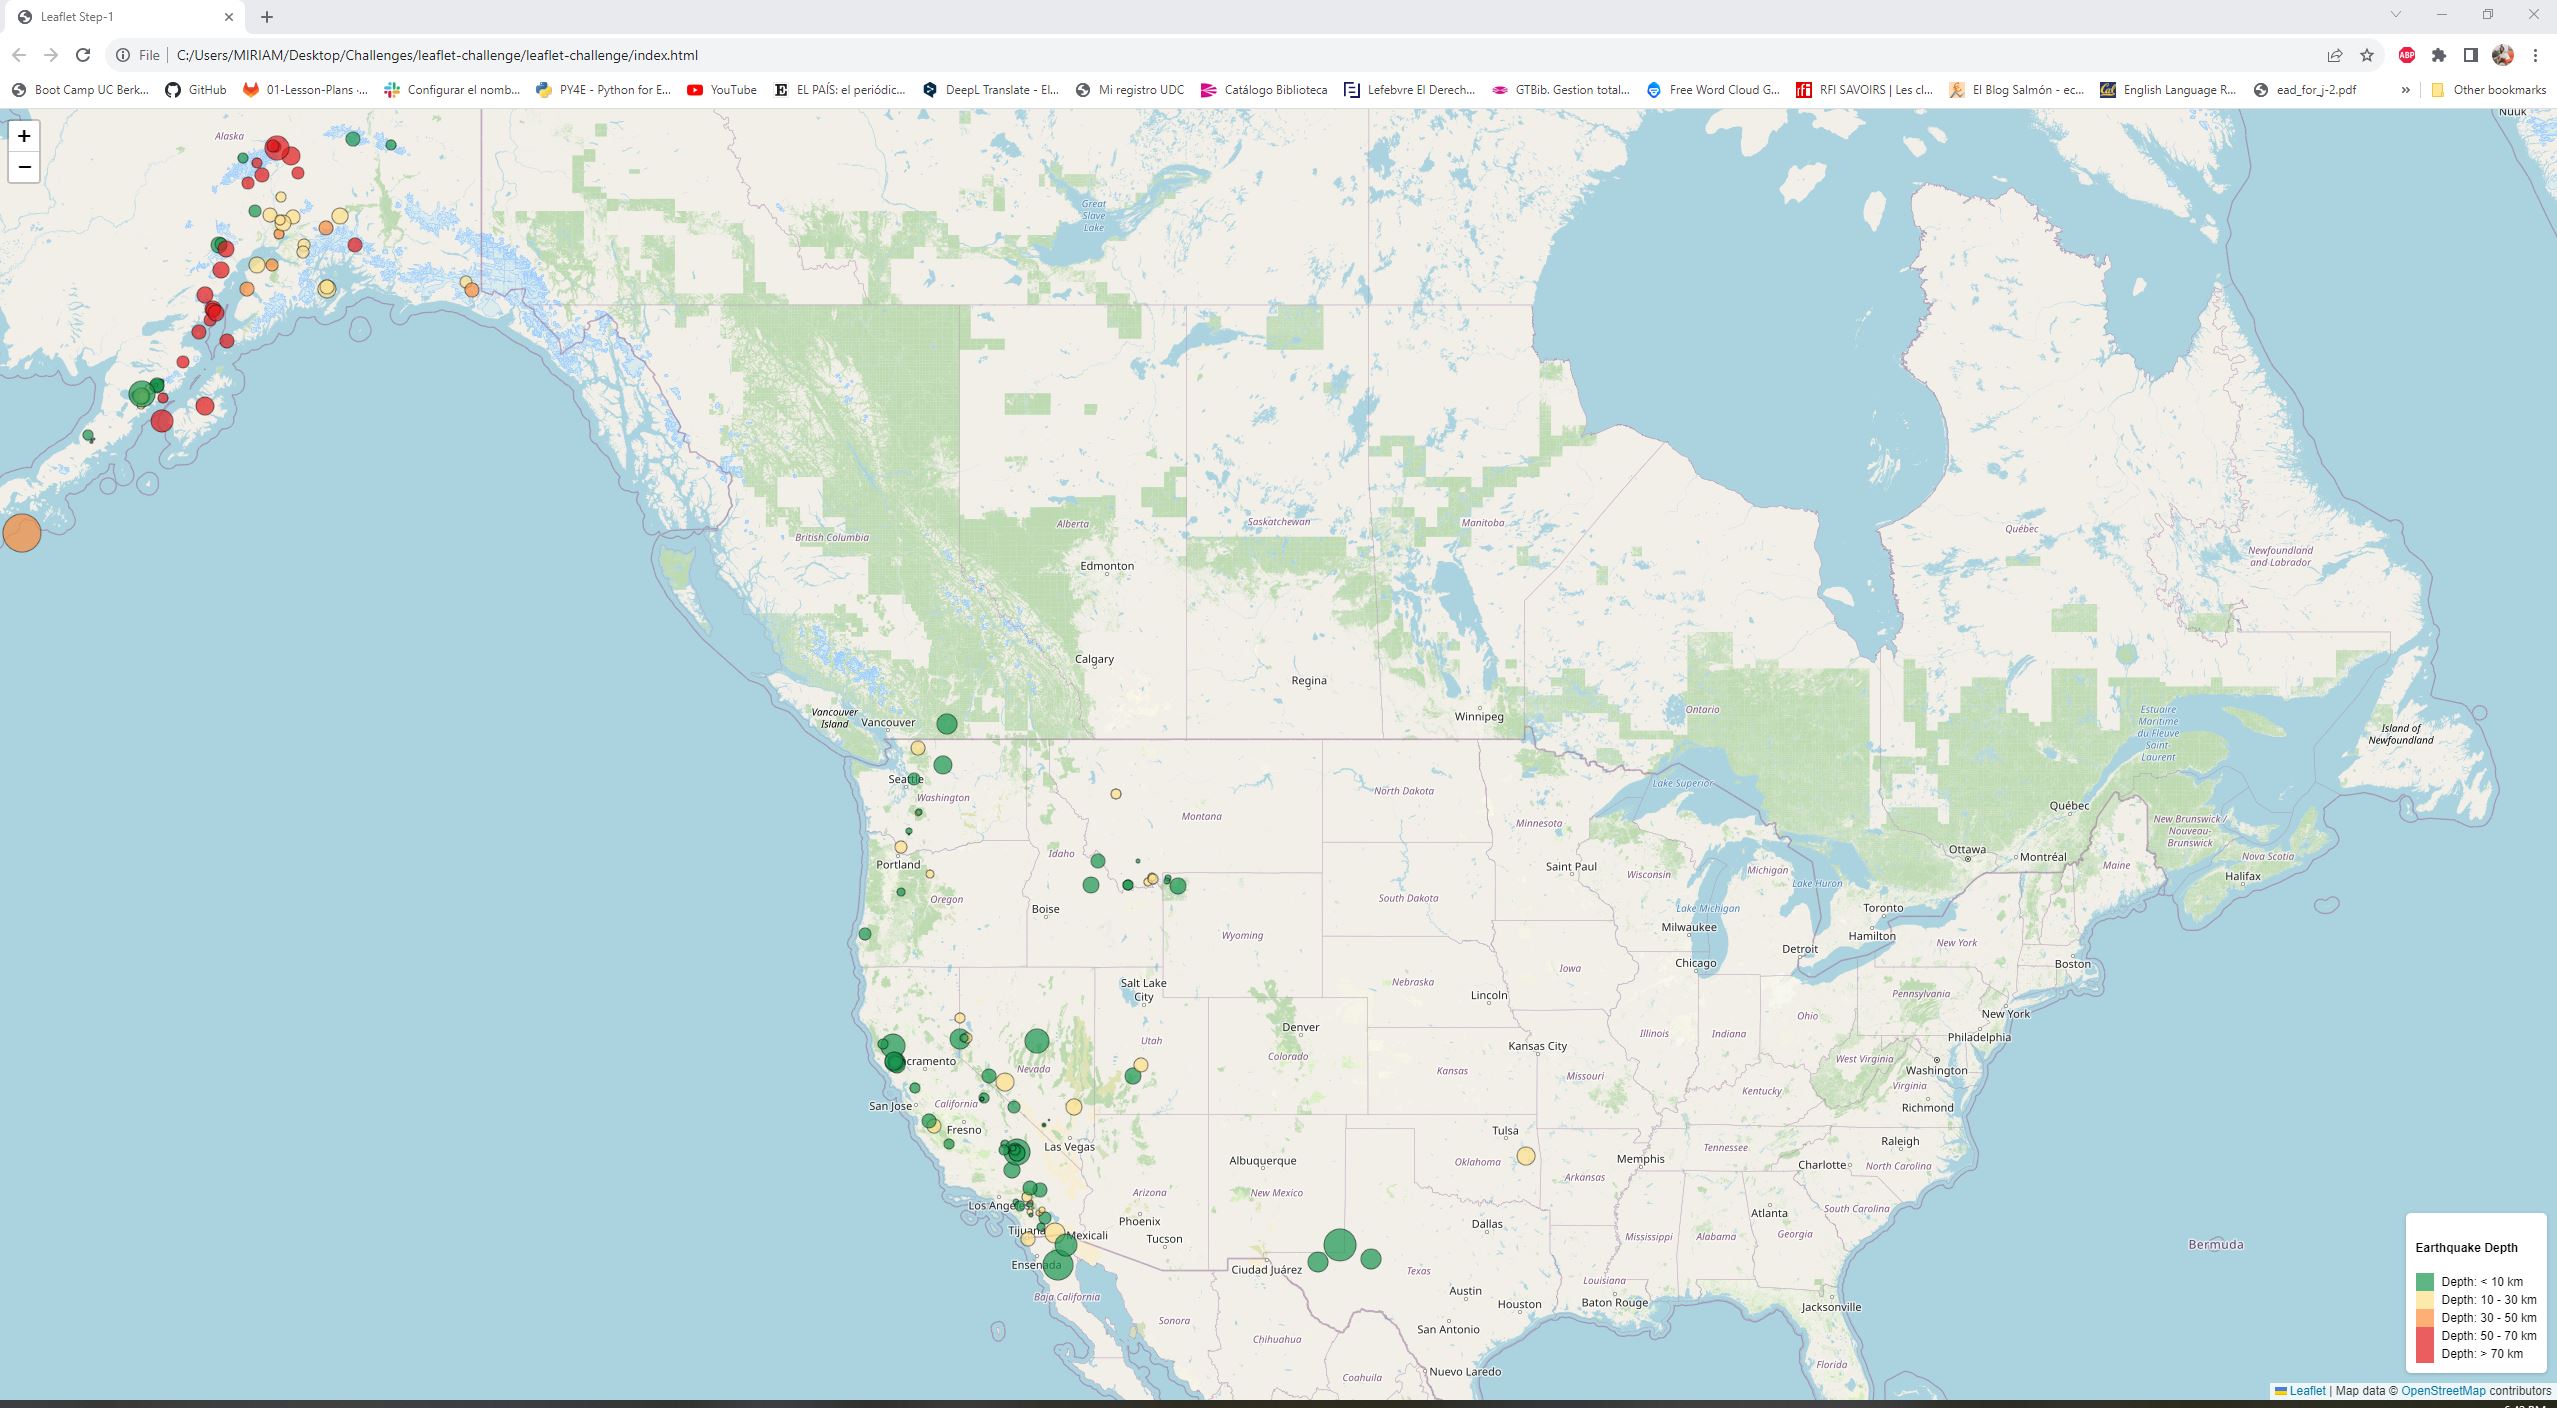 Leaflet Step-1
File
C:/Users/MIRIAM/Desktop/Challenges/leaflet-challenge/leaflet-challenge/index.html
ABP
Boot Camp UC Berk...
GitHub
01-Lesson-Plans ·...
Configurar el nomb...
PY4E - Python for E...
YouTube
EL PAÍS: el periódic...
DeepL Translate - El...
Mi registro UDC
Catálogo Biblioteca
Lefebvre El Derech...
GTBib. Gestion total...
Free Word Cloud G...
RFI SAVOIRS | Les cl...
El Blog Salmón - ec...
English Language R...
ead_for_j-2.pdf
»
Other bookmarks
+
−
Alaska
Nuuk
Great
Slave
Lake
British Columbia
Alberta
Saskatchewan
Manitoba
Québec
Newfoundland
and Labrador
Edmonton
Calgary
Regina
Winnipeg
Ontario
Vancouver
Island
Vancouver
Estuaire
Maritime
du Fleuve
Saint-
Laurent
Island of
Newfoundland
Seattle
Washington
Montana
North Dakota
Minnesota
Lake Superior
Québec
New Brunswick /
Nouveau-
Brunswick
Nova Scotia
Halifax
Maine
Portland
Idaho
Saint Paul
Wisconsin
Michigan
Lake Huron
Ottawa
Montréal
Oregon
Boise
South Dakota
Lake Michigan
Toronto
Hamilton
Milwaukee
Wyoming
Detroit
New York
Chicago
Boston
Iowa
Salt Lake
City
Nebraska
Lincoln
Pennsylvania
New York
Denver
Colorado
Illinois
Indiana
Ohio
Philadelphia
Utah
Kansas City
cramento
Nevada
Kansas
Missouri
West Virginia
Washington
Kentucky
Virginia
Richmond
San Jose
California
Fresno
Las Vegas
Tulsa
Tennessee
Raleigh
Albuquerque
Oklahoma
Memphis
Charlotte
North Carolina
Arkansas
Arizona
New Mexico
Los Ange
Phoenix
South Carolina
Atlanta
Georgia
Tijuana
Mexicali
Tucson
Dallas
Mississippi
Alabama
Bermuda
Ensenada
Ciudad Juárez
Texas
Louisiana
Baja California
Austin
Houston
Baton Rouge
Jacksonville
Sonora
Chihuahua
San Antonio
Coahuila
Nuevo Laredo
Florida
Earthquake Depth
Depth: < 10 km
Depth: 10 - 30 km
Depth: 30 - 50 km
Depth: 50 - 70 km
Depth: > 70 km
Leaflet | Map data © OpenStreetMap contributors